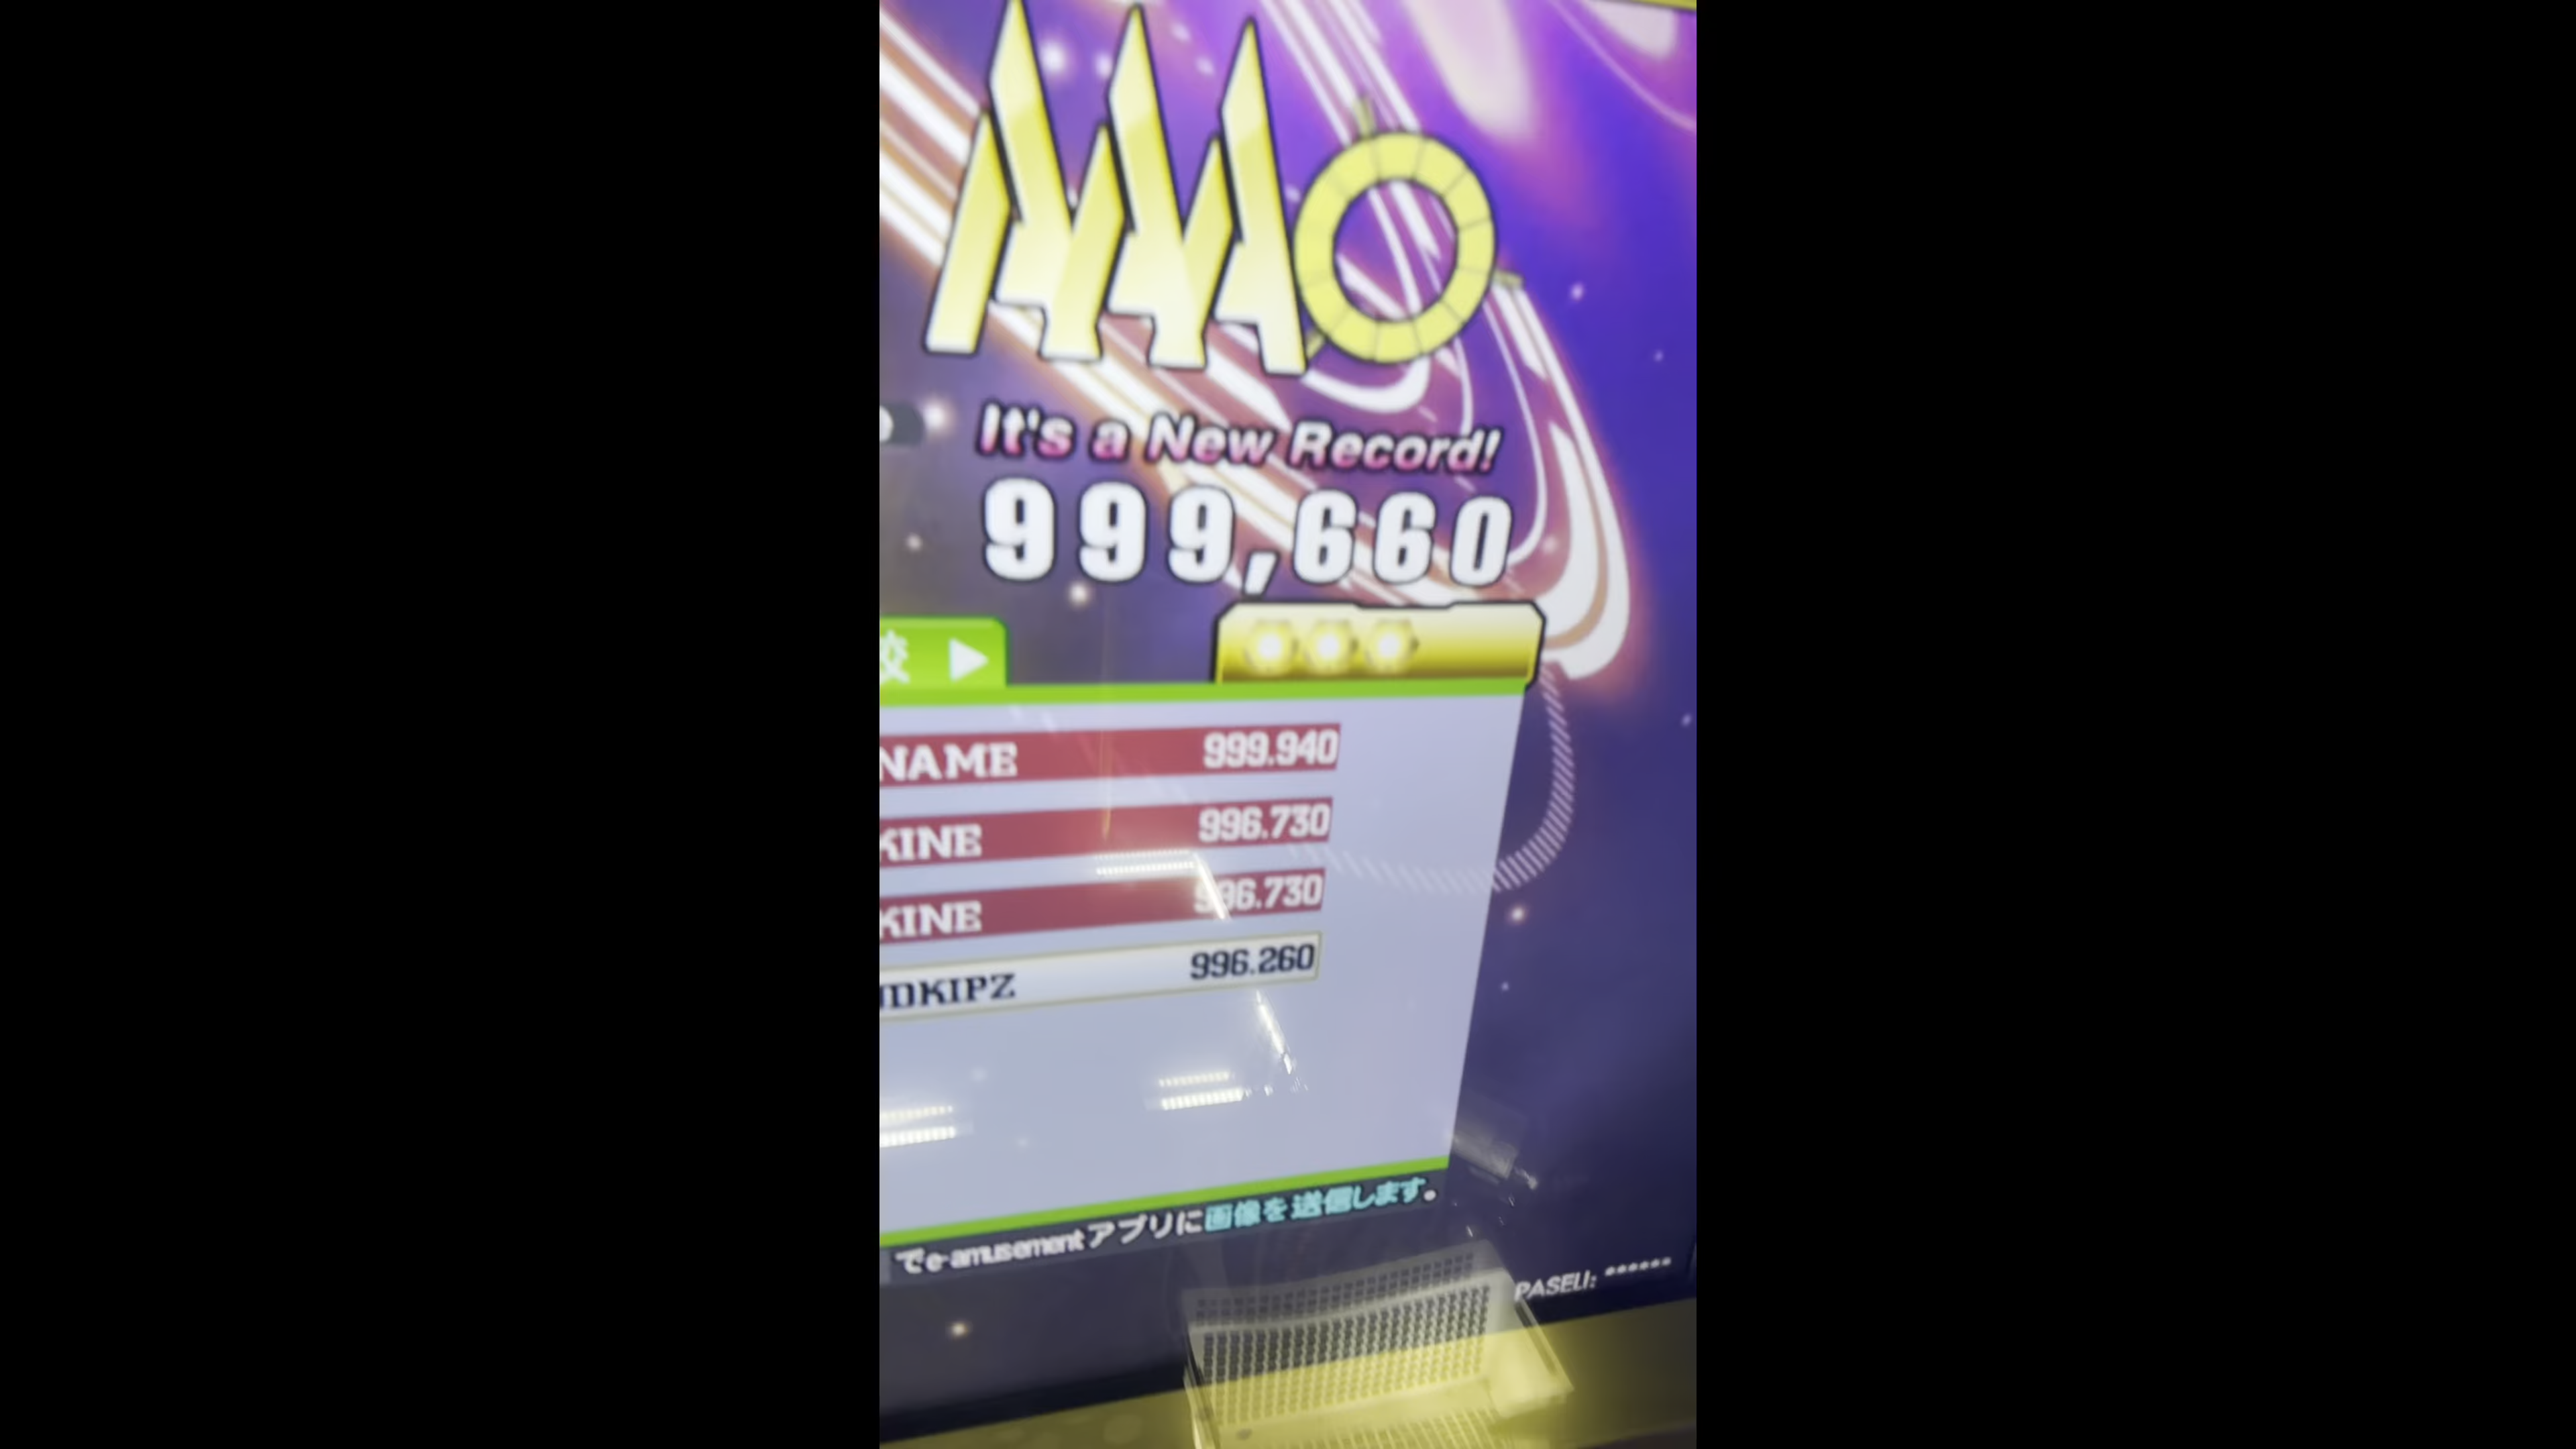 AAA
It's a New Record!
999,660
較
NAME 999.940
KINE 996.730
KINE 996.730
DKIPZ 996.260
でe-amusementアプリに画像を送信します。
PASELI: ******